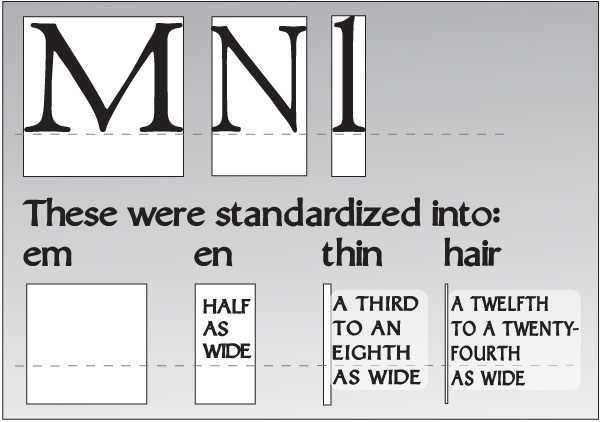 M N l
These were standardized into:
em en thin hair
HALF
AS
WIDE
A THIRD
TO AN
EIGHTH
AS WIDE
A TWELFTH
TO A TWENTY-
FOURTH
AS WIDE